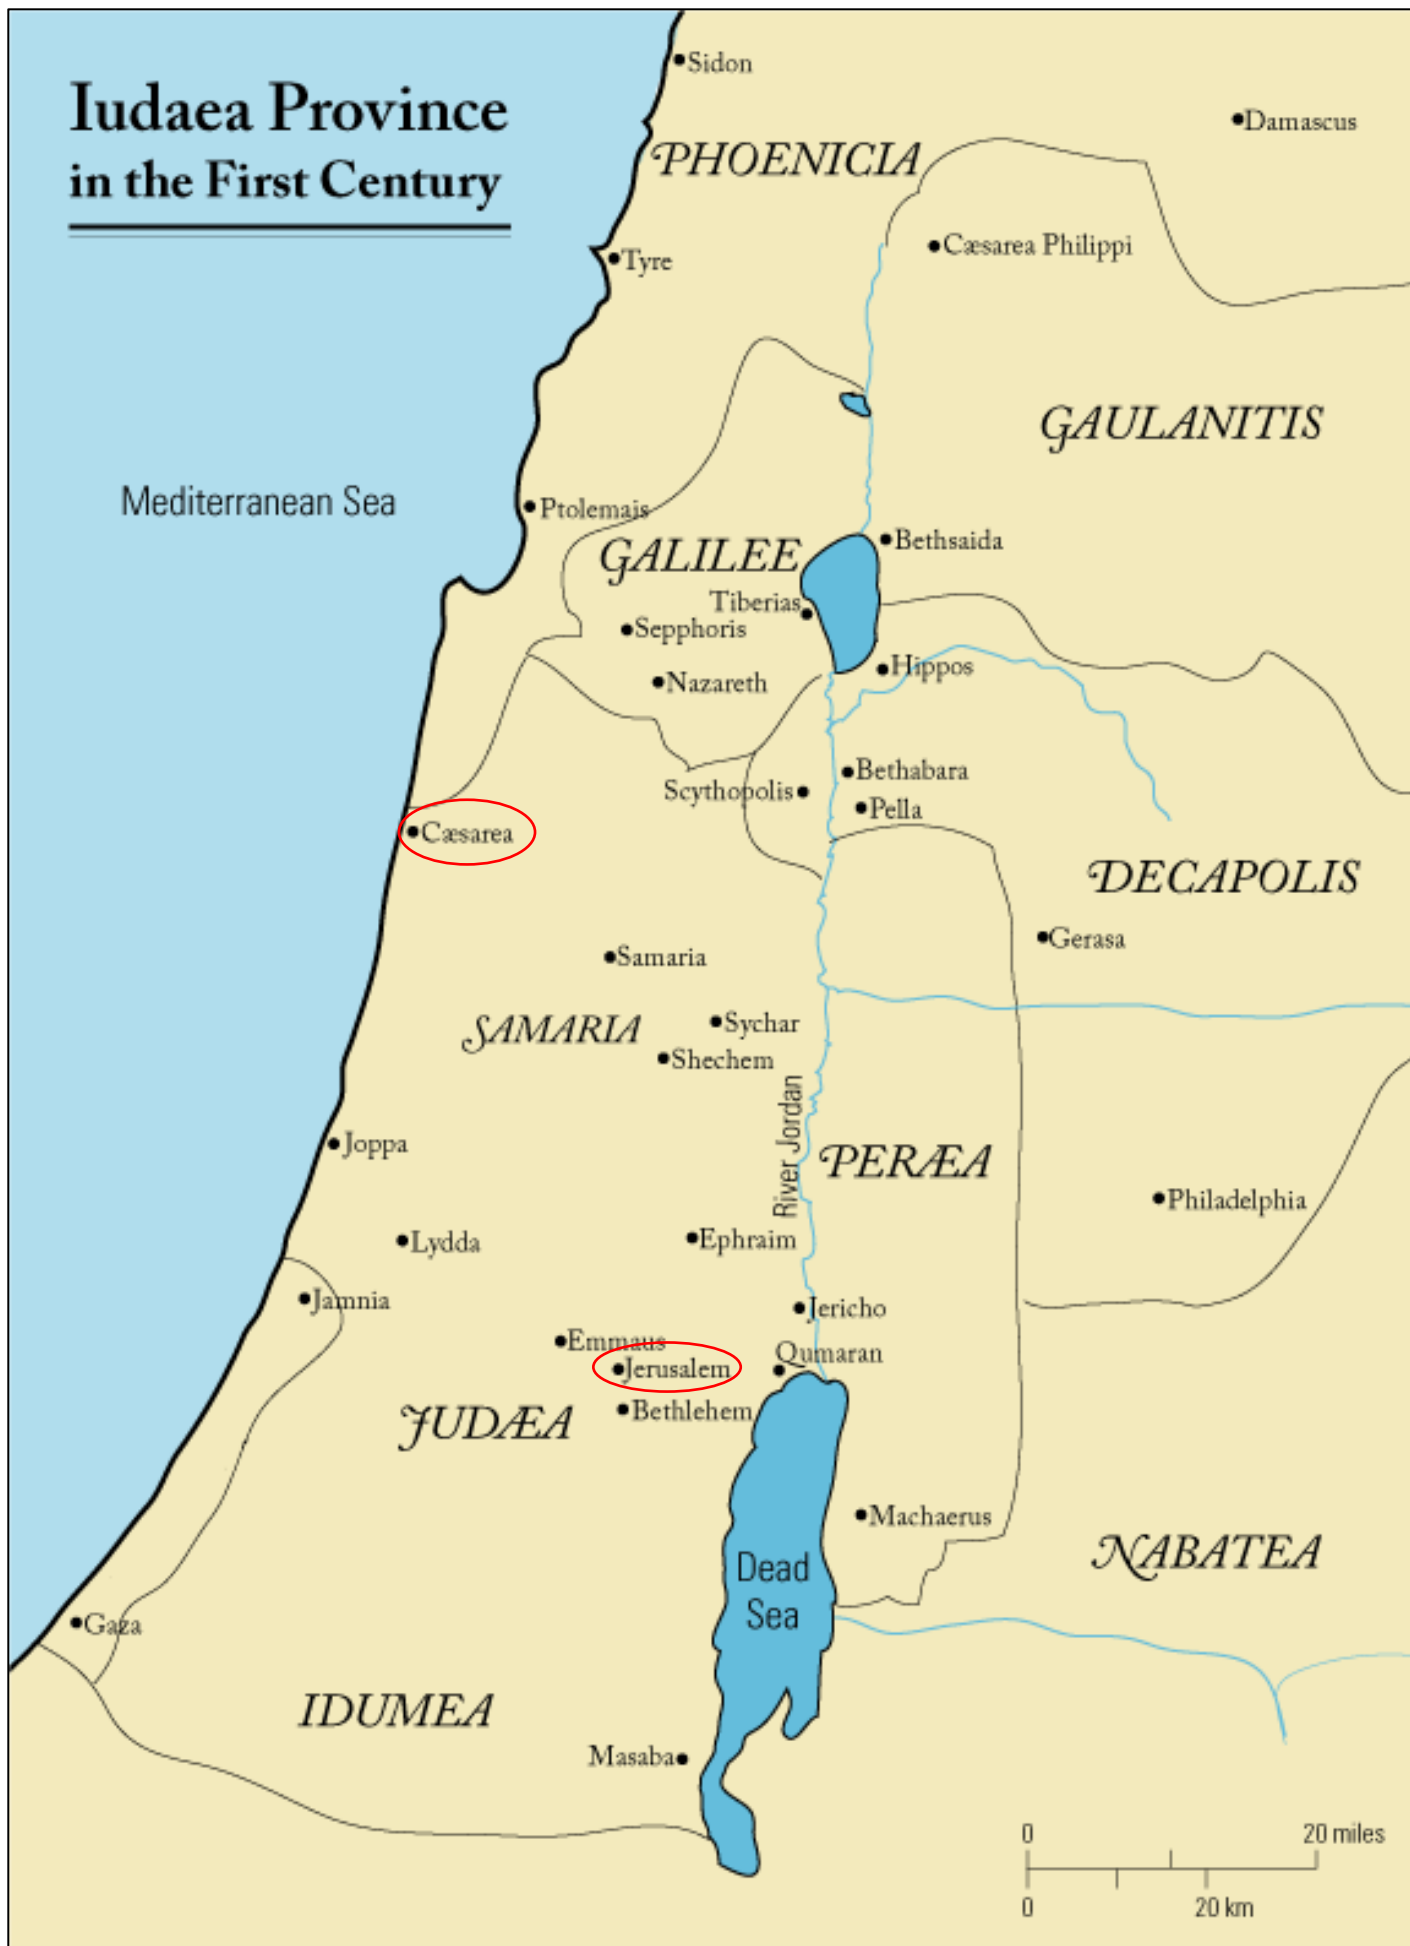 Iudaea Province
in the First Century
Sidon
Damascus
PHOENICIA
Cæsarea Philippi
Tyre
GAULANITIS
Mediterranean Sea
Ptolemais
Bethsaida
GALILEE
Tiberias
Sepphoris
Hippos
Nazareth
Bethabara
Scythopolis
Pella
Cæsarea
DECAPOLIS
Gerasa
Samaria
Sychar
SAMARIA
Shechem
River Jordan
Joppa
PERÆA
Philadelphia
Lydda
Ephraim
Jamnia
Jericho
Emmaus
Qumaran
Jerusalem
Bethlehem
JUDÆA
Machaerus
NABATEA
Dead
Sea
Gaza
IDUMEA
Masaba
0 20 miles
0 20 km